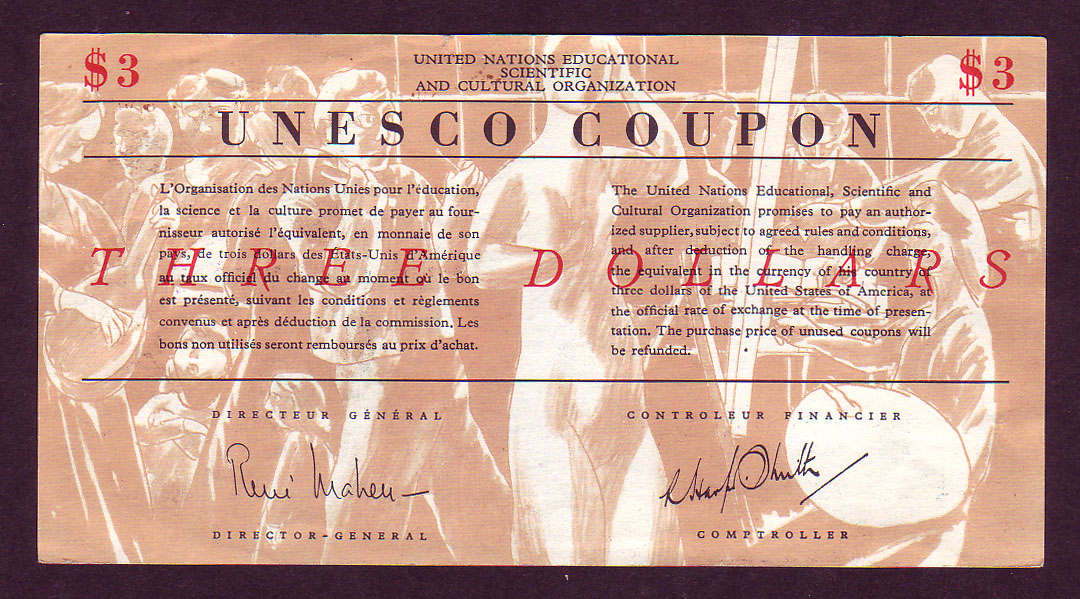 $3
UNITED NATIONS EDUCATIONAL
SCIENTIFIC
AND CULTURAL ORGANIZATION
$3
UNESCO COUPON
L'Organisation des Nations Unies pour l'éducation,
la science et la culture promet de payer au four-
nisseur autorisé l'équivalent, en monnaie de son
pays, de trois dollars des États-Unis d'Amérique
au taux officiel du change au moment où le bon
est présenté, suivant les conditions et règlements
convenus et après déduction de la commission. Les
bons non utilisés seront remboursés au prix d'achat.
The United Nations Educational, Scientific and
Cultural Organization promises to pay an author-
ized supplier, subject to agreed rules and conditions,
and after deduction of the handling charge,
the equivalent in the currency of his country of
three dollars of the United States of America, at
the official rate of exchange at the time of presen-
tation. The purchase price of unused coupons will
be refunded.
THREE DOLLARS
DIRECTEUR GÉNÉRAL
René Maheu
DIRECTOR-GENERAL
CONTROLEUR FINANCIER
COMPTROLLER